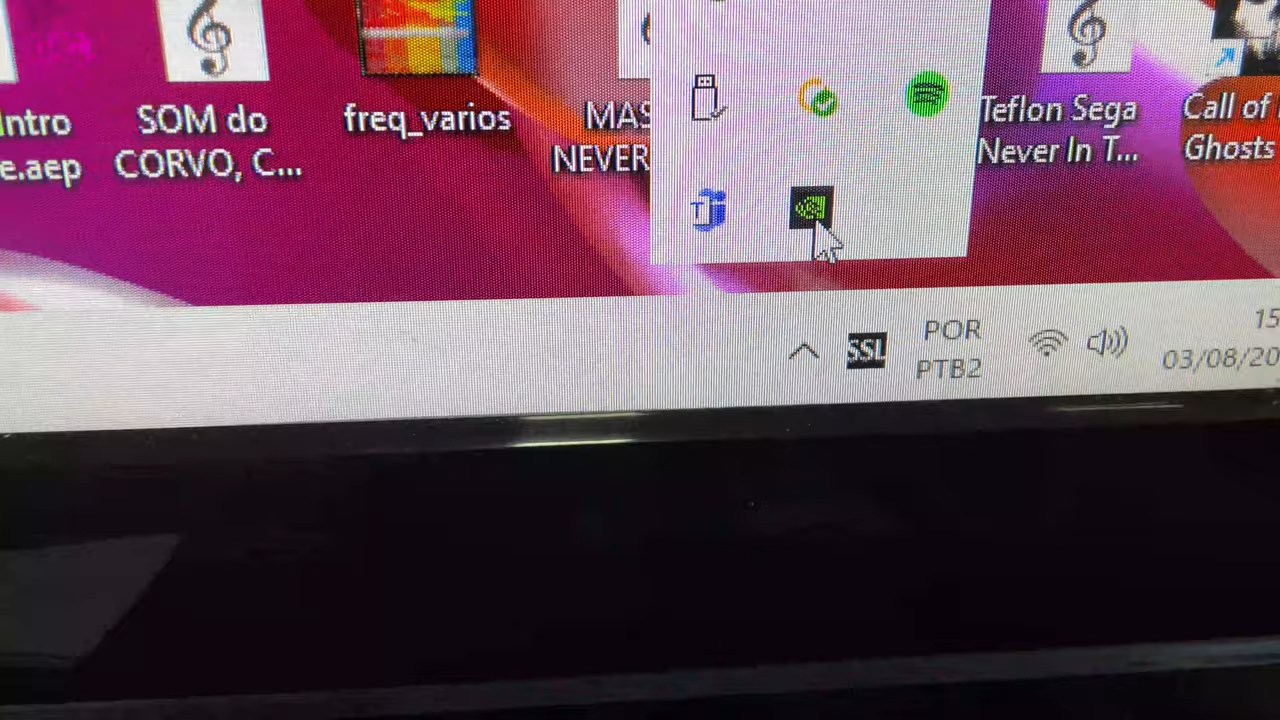 Intro
e.aep
SOM do
CORVO, C...
freq_varios
MAS
NEVER
Teflon Sega
Never In T...
Call of
Ghosts
T
SSL
POR
PTB2
15
03/08/20